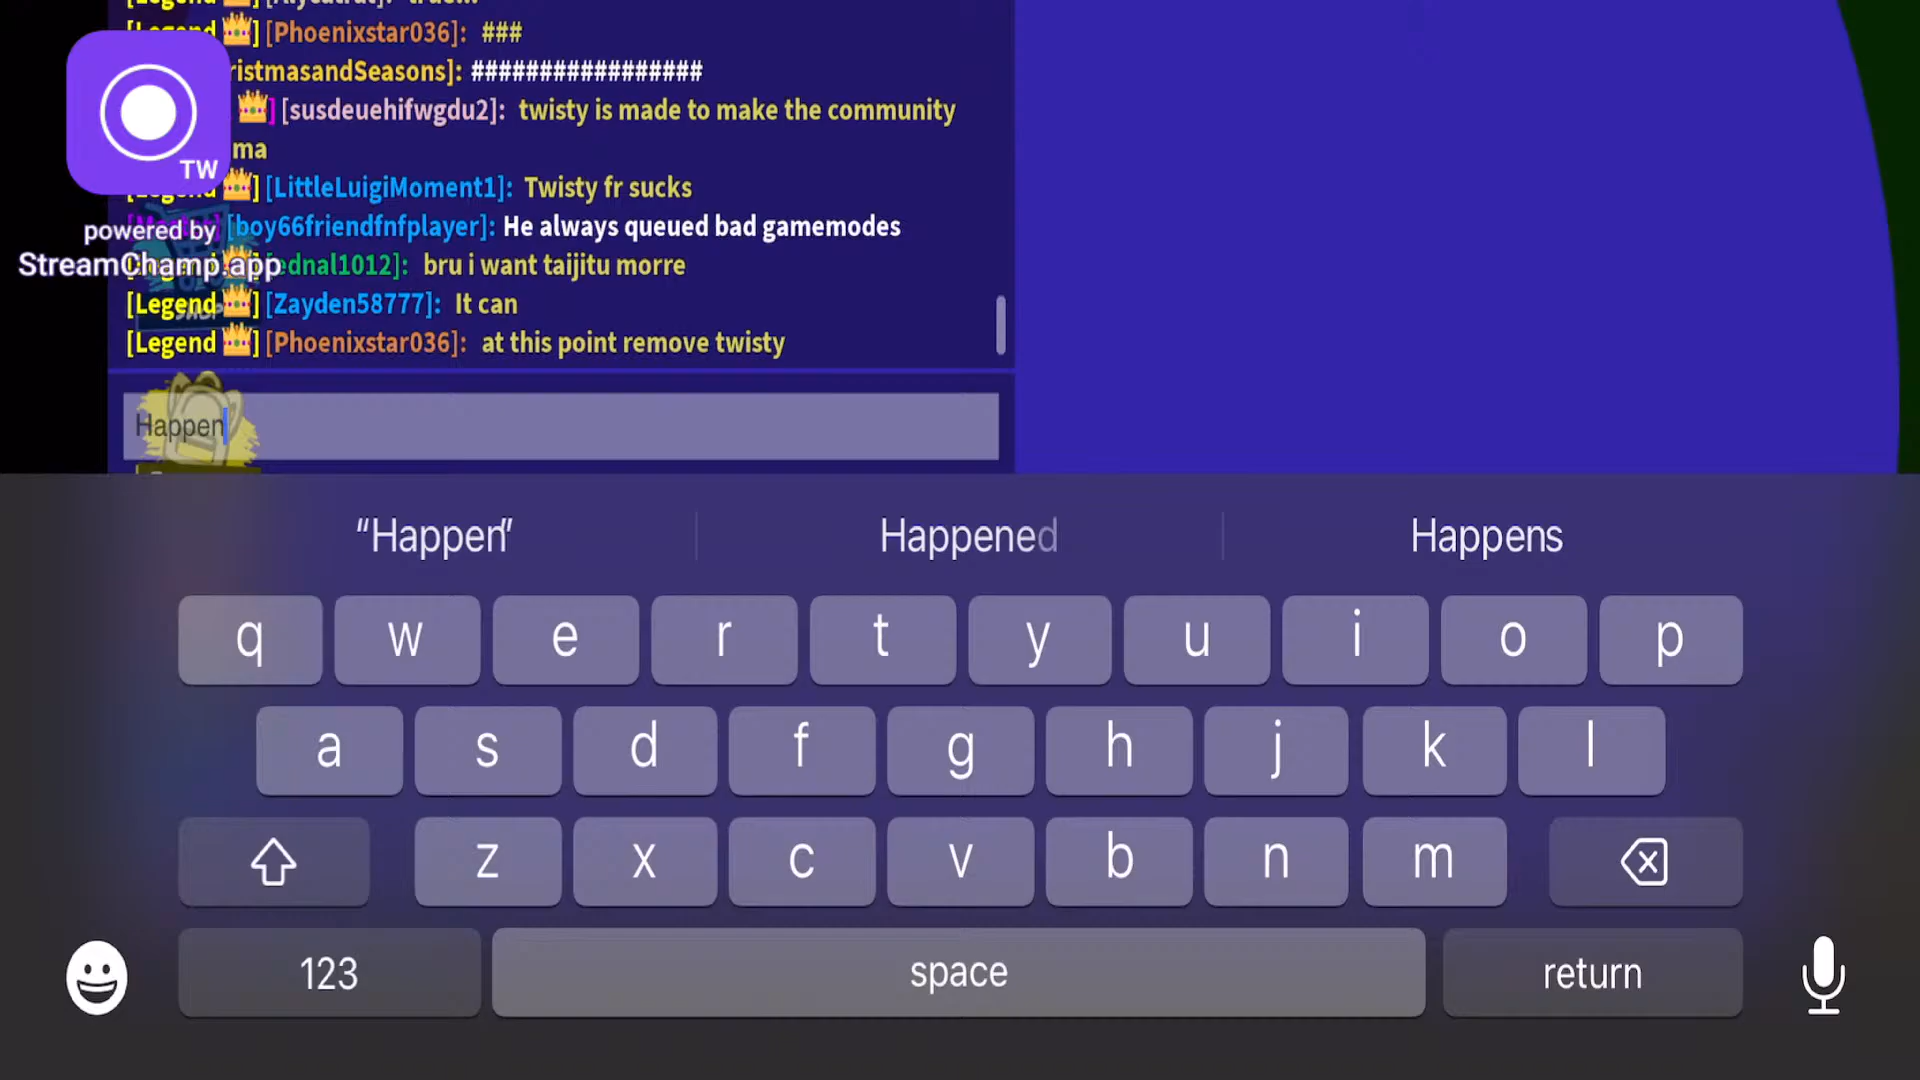 [Legend👑] [Phoenixstar036]: ###
ristmasandSeasons]: #################
👑] [susdeuehifwgdu2]: twisty is made to make the community
ma
[Legend👑] [LittleLuigiMoment1]: Twisty fr sucks
[boy66friendfnfplayer]: He always queued bad gamemodes
ednal1012]: bru i want taijitu morre
[Legend👑] [Zayden58777]: It can
[Legend👑] [Phoenixstar036]: at this point remove twisty
TW
powered by
StreamChamp.app
Happen
“Happen” Happened Happens
q w e r t y u i o p
a s d f g h j k l
z x c v b n m
123 space return